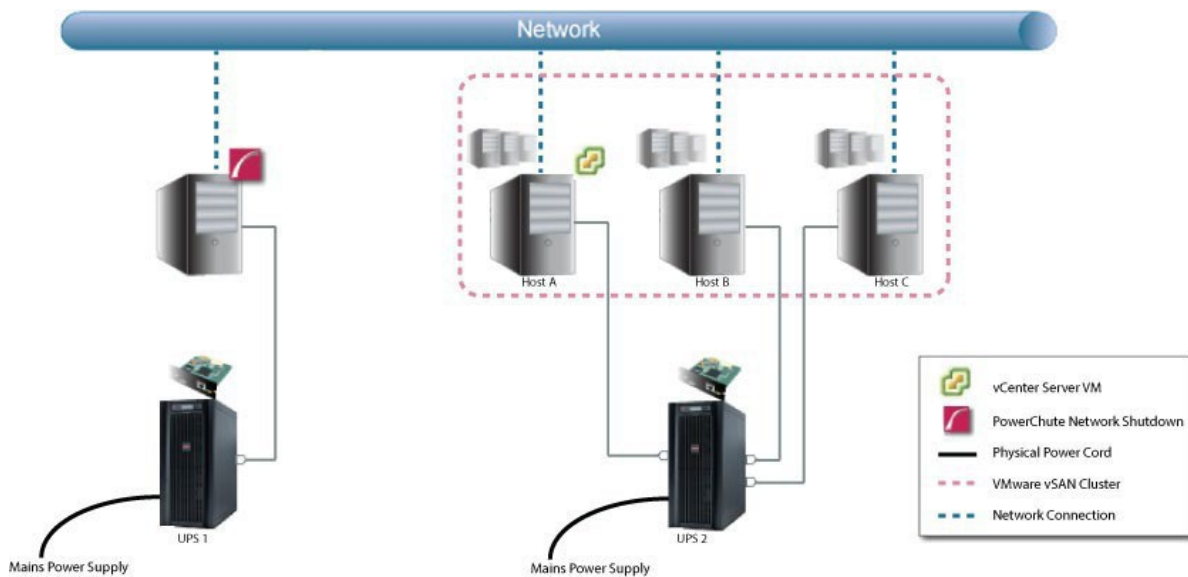 Network
Host A
Host B
Host C
UPS 1
UPS 2
Mains Power Supply
Mains Power Supply
vCenter Server VM
PowerChute Network Shutdown
Physical Power Cord
VMware vSAN Cluster
Network Connection